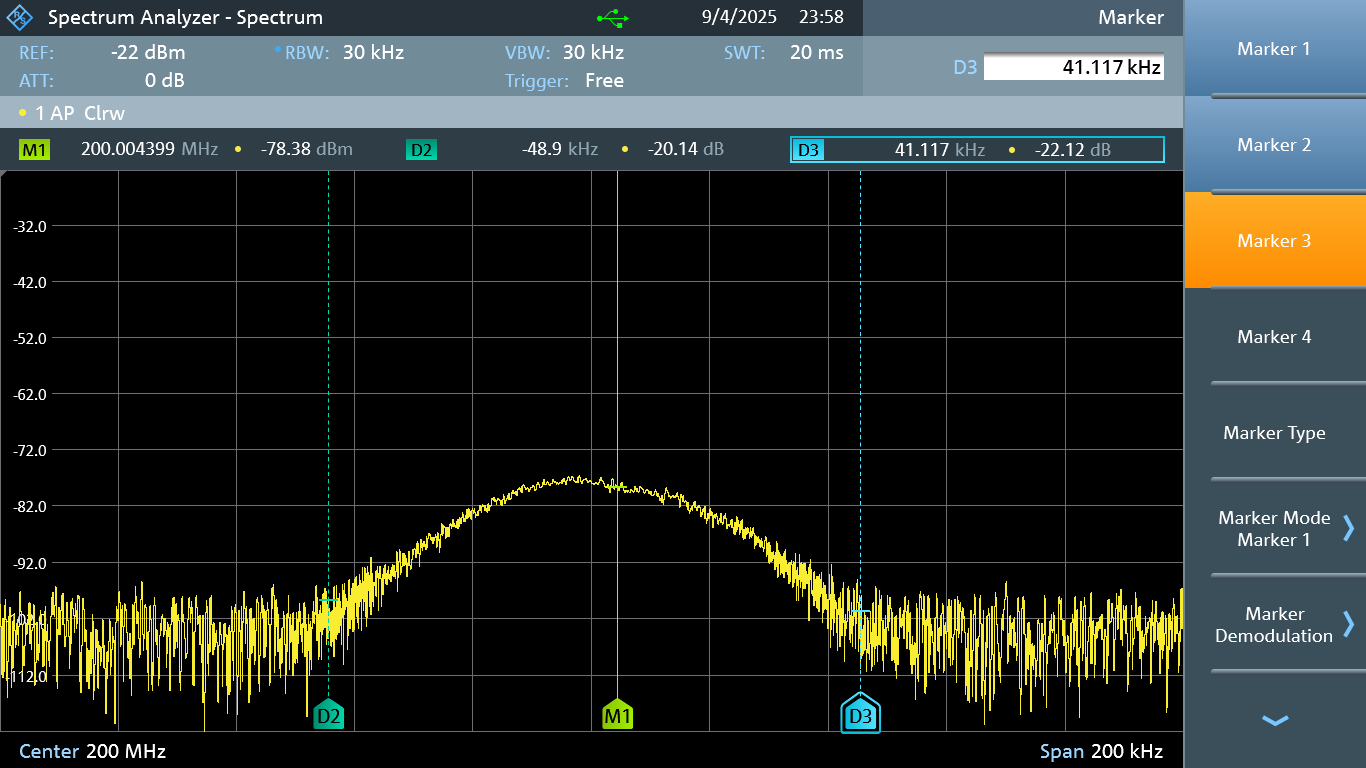 Spectrum Analyzer - Spectrum 9/4/2025 23:58 Marker
REF: -22 dBm RBW: 30 kHz VBW: 30 kHz SWT: 20 ms
ATT: 0 dB Trigger: Free
D3 41.117 kHz
1 AP Clrw
M1 200.004399 MHz • -78.38 dBm D2 -48.9 kHz • -20.14 dB D3 41.117 kHz • -22.12 dB
-32.0
-42.0
-52.0
-62.0
-72.0
-82.0
-92.0
-112.0
D2 M1 D3
Center 200 MHz Span 200 kHz
Marker 1
Marker 2
Marker 3
Marker 4
Marker Type
Marker Mode
Marker 1
Marker
Demodulation